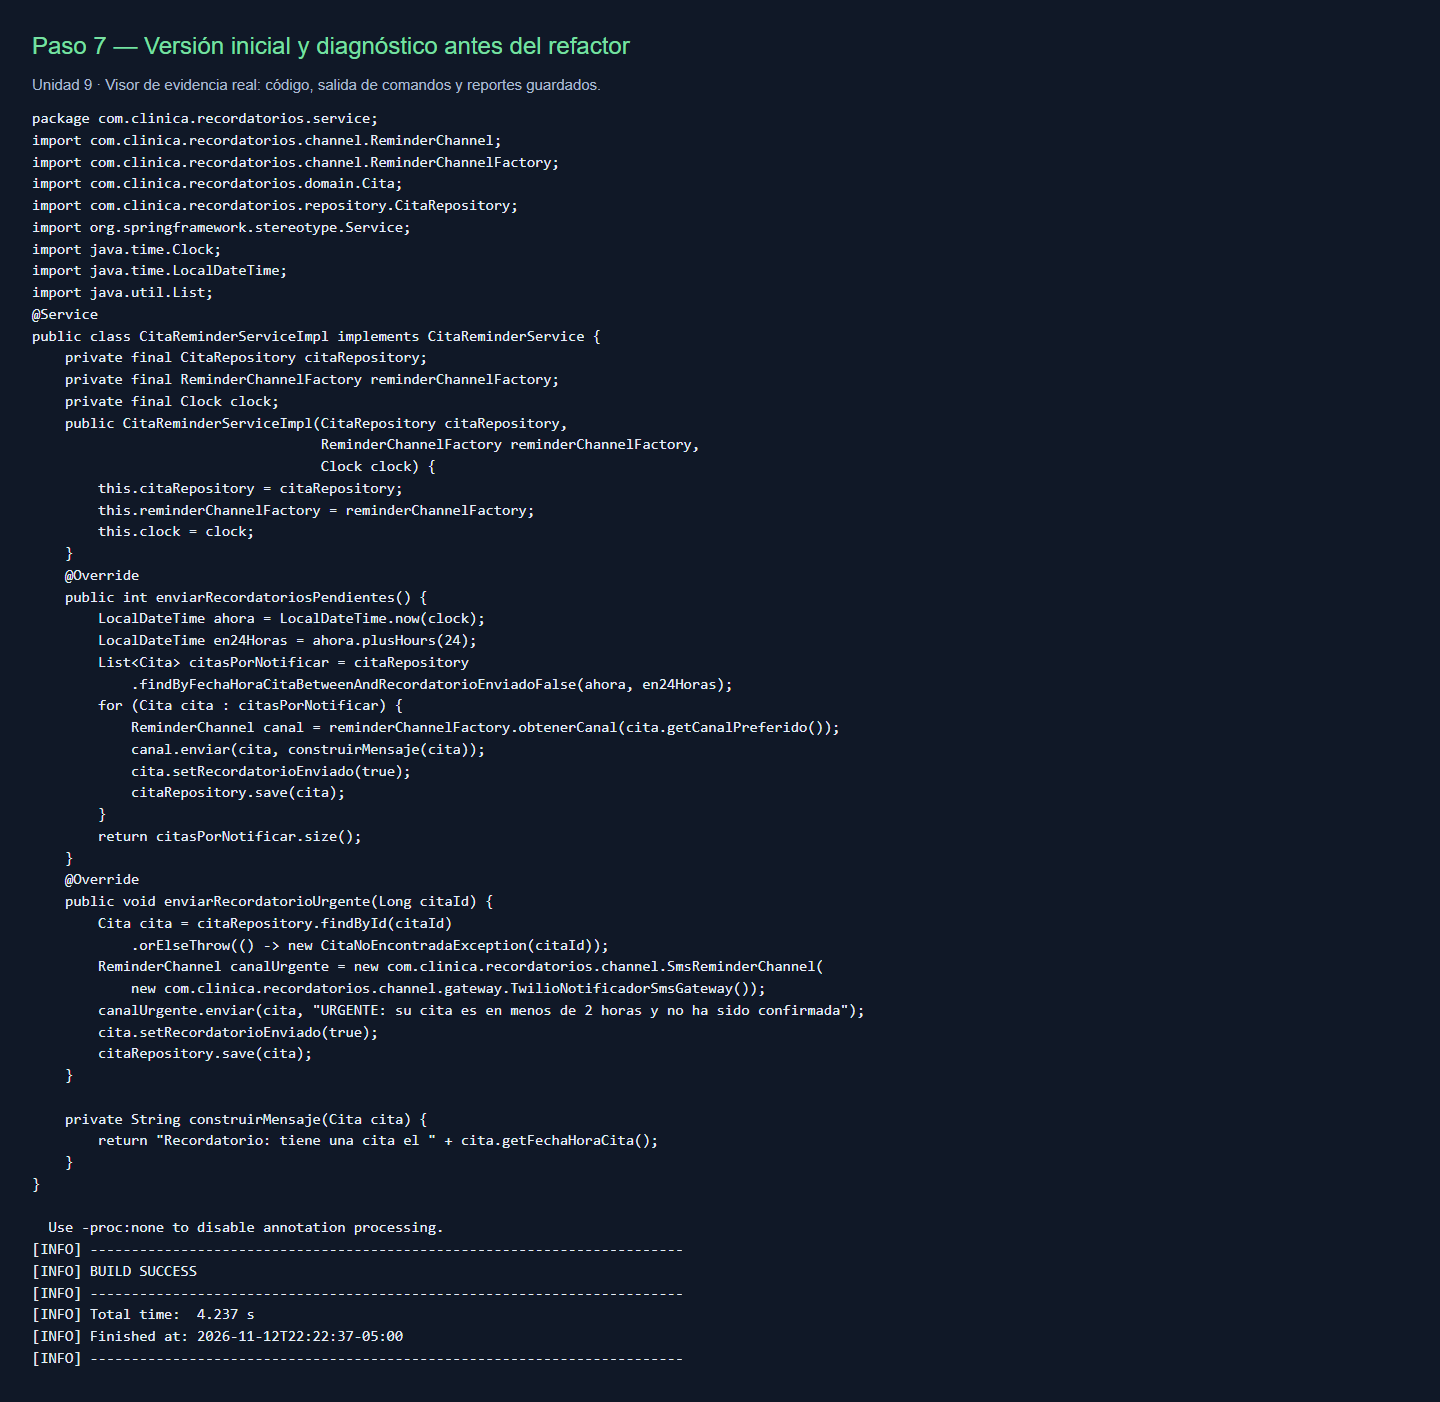 Paso 7 — Versión inicial y diagnóstico antes del refactor
Unidad 9 · Visor de evidencia real: código, salida de comandos y reportes guardados.
package com.clinica.recordatorios.service;
import com.clinica.recordatorios.channel.ReminderChannel;
import com.clinica.recordatorios.channel.ReminderChannelFactory;
import com.clinica.recordatorios.domain.Cita;
import com.clinica.recordatorios.repository.CitaRepository;
import org.springframework.stereotype.Service;
import java.time.Clock;
import java.time.LocalDateTime;
import java.util.List;
@Service
public class CitaReminderServiceImpl implements CitaReminderService {
    private final CitaRepository citaRepository;
    private final ReminderChannelFactory reminderChannelFactory;
    private final Clock clock;
    public CitaReminderServiceImpl(CitaRepository citaRepository,
                                   ReminderChannelFactory reminderChannelFactory,
                                   Clock clock) {
        this.citaRepository = citaRepository;
        this.reminderChannelFactory = reminderChannelFactory;
        this.clock = clock;
    }
    @Override
    public int enviarRecordatoriosPendientes() {
        LocalDateTime ahora = LocalDateTime.now(clock);
        LocalDateTime en24Horas = ahora.plusHours(24);
        List<Cita> citasPorNotificar = citaRepository
            .findByFechaHoraCitaBetweenAndRecordatorioEnviadoFalse(ahora, en24Horas);
        for (Cita cita : citasPorNotificar) {
            ReminderChannel canal = reminderChannelFactory.obtenerCanal(cita.getCanalPreferido());
            canal.enviar(cita, construirMensaje(cita));
            cita.setRecordatorioEnviado(true);
            citaRepository.save(cita);
        }
        return citasPorNotificar.size();
    }
    @Override
    public void enviarRecordatorioUrgente(Long citaId) {
        Cita cita = citaRepository.findById(citaId)
            .orElseThrow(() -> new CitaNoEncontradaException(citaId));
        ReminderChannel canalUrgente = new com.clinica.recordatorios.channel.SmsReminderChannel(
            new com.clinica.recordatorios.channel.gateway.TwilioNotificadorSmsGateway());
        canalUrgente.enviar(cita, "URGENTE: su cita es en menos de 2 horas y no ha sido confirmada");
        cita.setRecordatorioEnviado(true);
        citaRepository.save(cita);
    }
    private String construirMensaje(Cita cita) {
        return "Recordatorio: tiene una cita el " + cita.getFechaHoraCita();
    }
}
  Use -proc:none to disable annotation processing.
[INFO] ------------------------------------------------------------------------
[INFO] BUILD SUCCESS
[INFO] ------------------------------------------------------------------------
[INFO] Total time:  4.237 s
[INFO] Finished at: 2026-11-12T22:22:37-05:00
[INFO] ------------------------------------------------------------------------